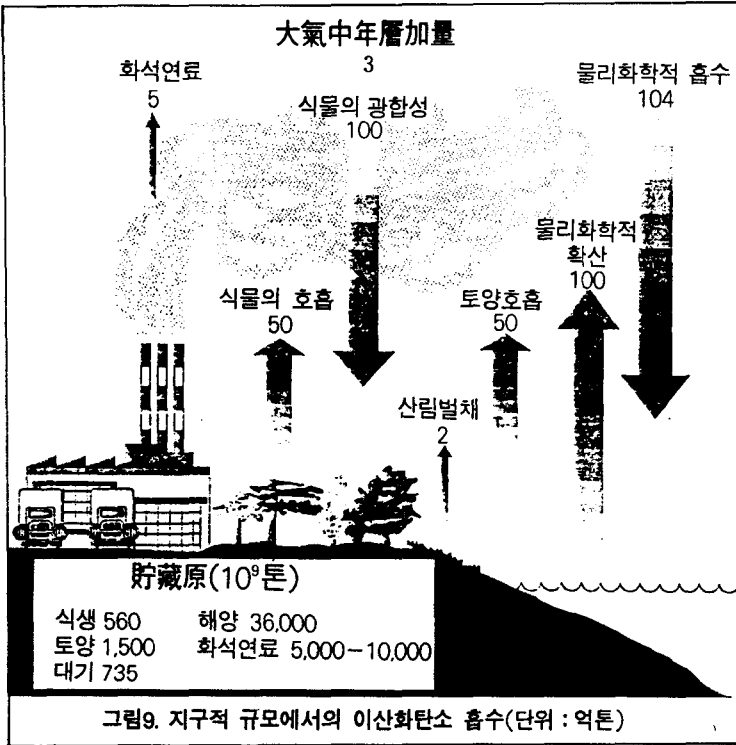 大氣中年層加量
3
화석연료
5
식물의 광합성
100
물리화학적 흡수
104
물리화학적
확산
100
식물의 호흡
50
토양호흡
50
산림벌채
2
貯藏原(10⁹톤)
식생 560 해양 36,000
토양 1,500 화석연료 5,000-10,000
대기 735
그림9. 지구적 규모에서의 이산화탄소 흡수(단위 : 억톤)